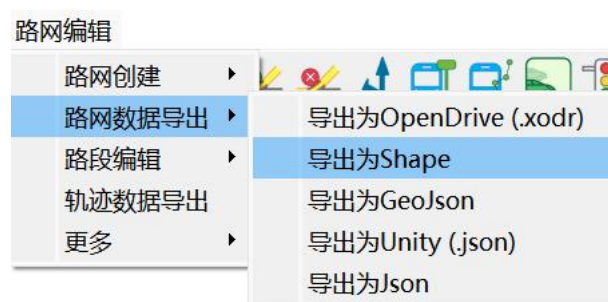 路网编辑
路网创建
路网数据导出
路段编辑
轨迹数据导出
更多
导出为OpenDrive (.xodr)
导出为Shape
导出为GeoJson
导出为Unity (.json)
导出为Json